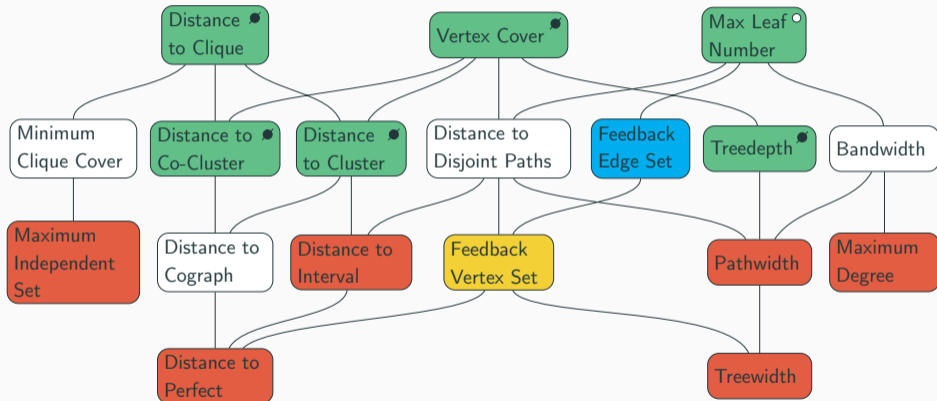 Distance
to Clique
Vertex Cover
Max Leaf
Number
Minimum
Clique Cover
Distance to
Co-Cluster
Distance
to Cluster
Distance to
Disjoint Paths
Feedback
Edge Set
Treedepth
Bandwidth
Maximum
Independent
Set
Distance to
Cograph
Distance to
Interval
Feedback
Vertex Set
Pathwidth
Maximum
Degree
Distance to
Perfect
Treewidth